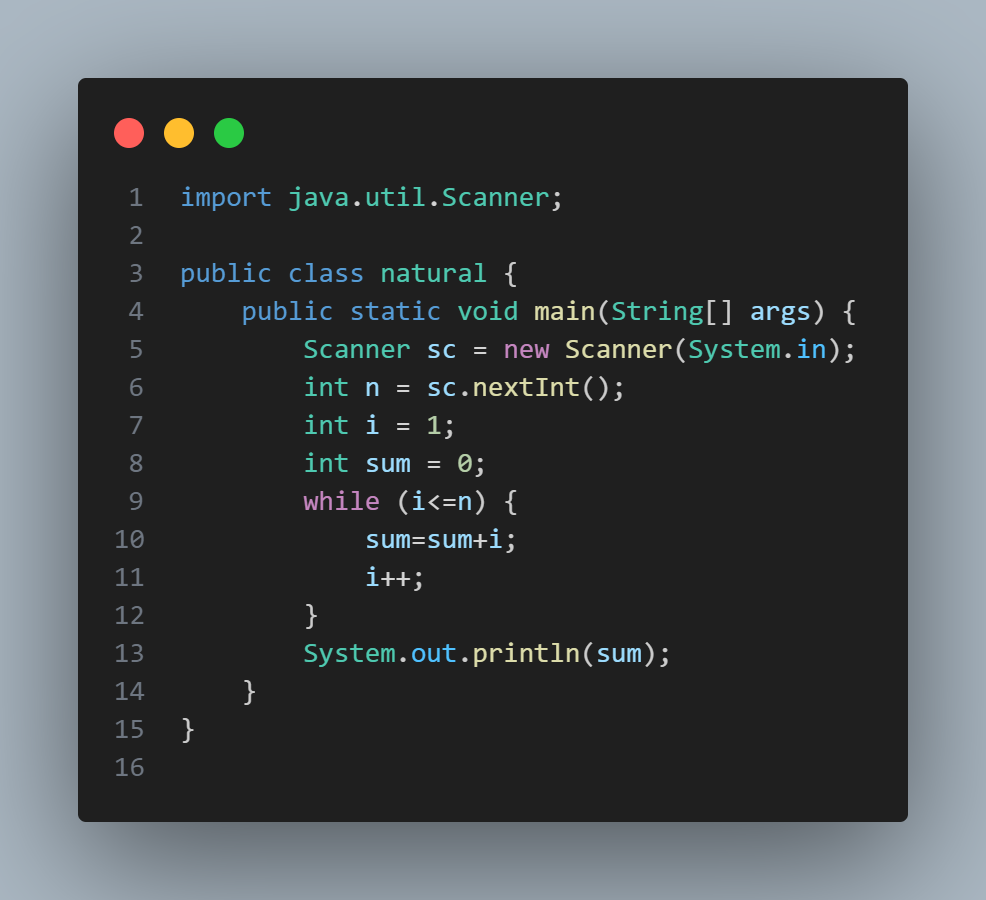 1 import java.util.Scanner;
2
3 public class natural {
4     public static void main(String[] args) {
5         Scanner sc = new Scanner(System.in);
6         int n = sc.nextInt();
7         int i = 1;
8         int sum = 0;
9         while (i<=n) {
10             sum=sum+i;
11             i++;
12         }
13         System.out.println(sum);
14     }
15 }
16